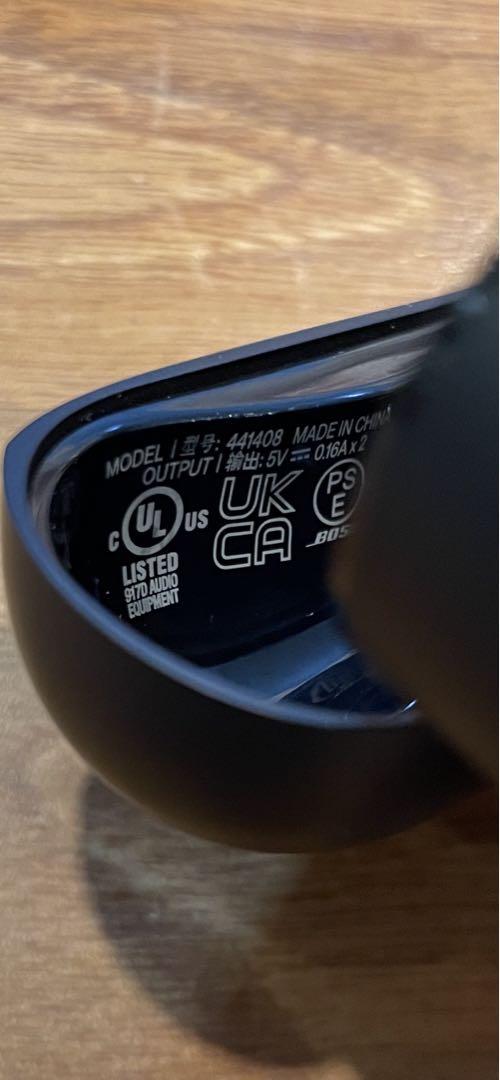 MODEL | 型号: 441408 MADE IN CHINA
OUTPUT | 输出: 5V ⎓ 0.16A x 2
C UL US
UK
CA
PS
E
LISTED
917D AUDIO
EQUIPMENT